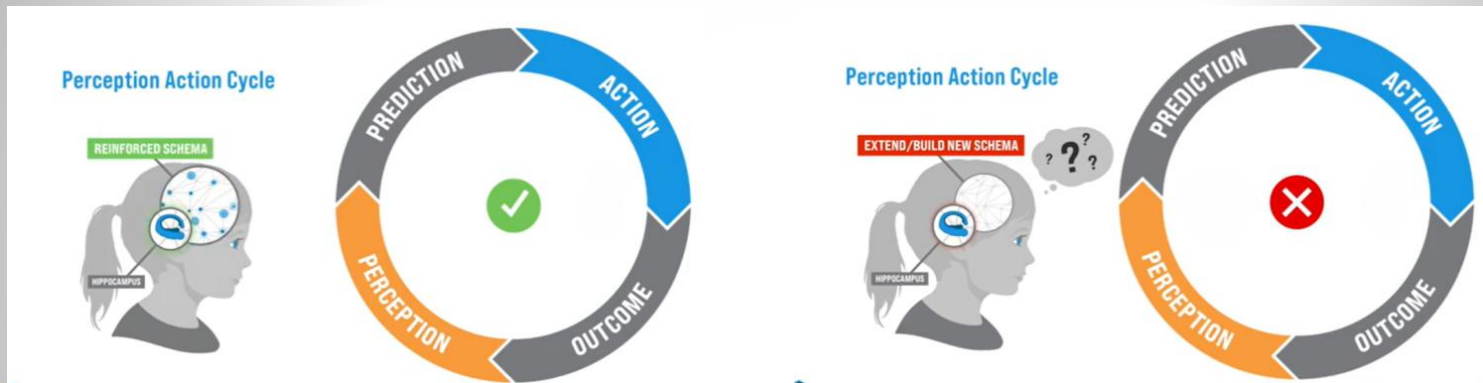 Perception Action Cycle
REINFORCED SCHEMA
HIPPOCAMPUS
PREDICTION
ACTION
OUTCOME
PERCEPTION
Perception Action Cycle
EXTEND/BUILD NEW SCHEMA
? ? ? ?
HIPPOCAMPUS
PREDICTION
ACTION
OUTCOME
PERCEPTION